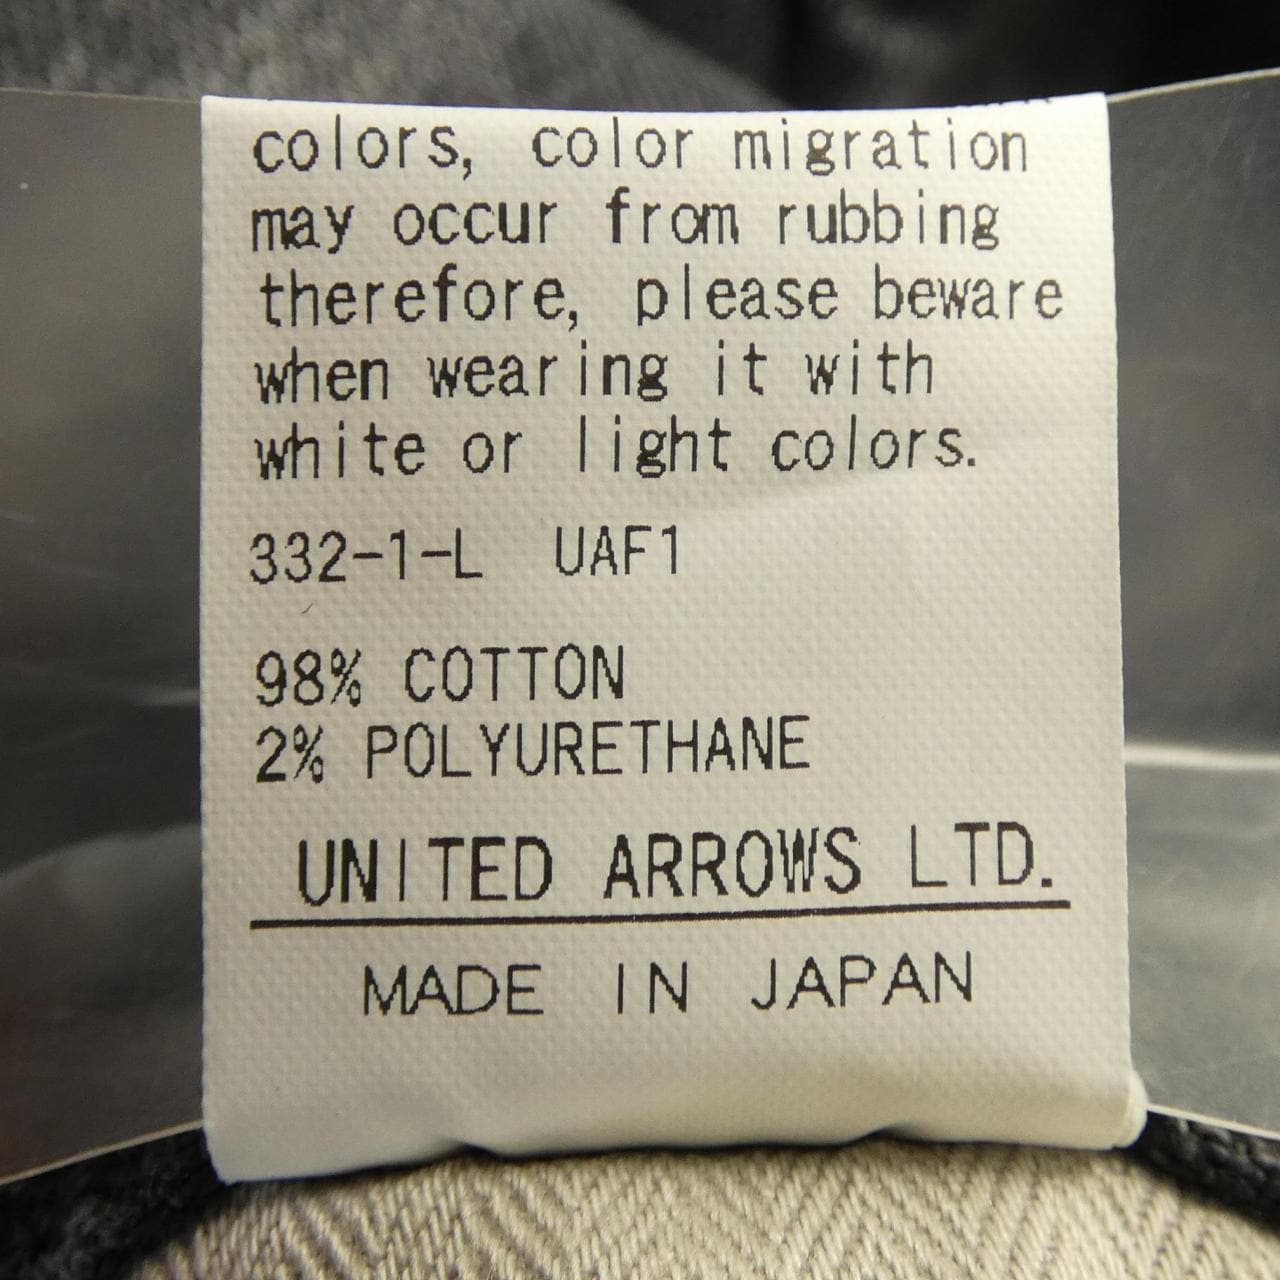 colors, color migration
may occur from rubbing
therefore, please beware
when wearing it with
white or light colors.
332-1-L UAF1
98% COTTON
2% POLYURETHANE
UNITED ARROWS LTD.
MADE IN JAPAN